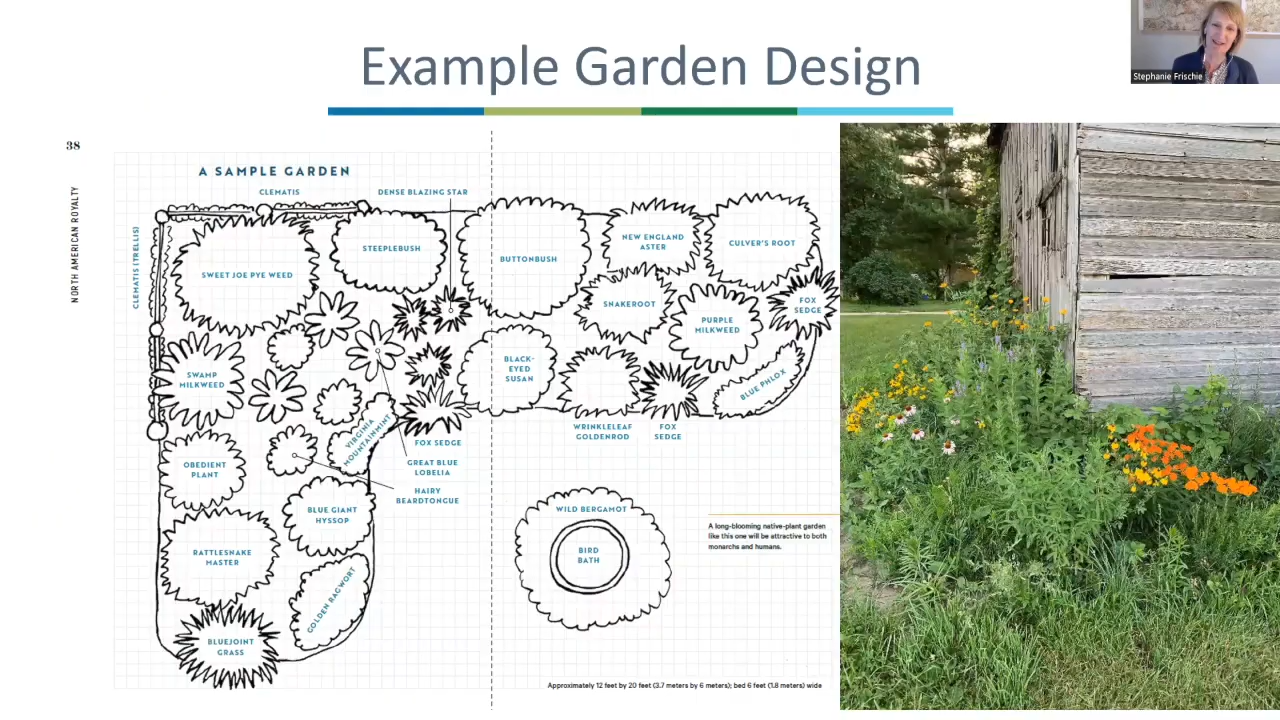 Example Garden Design
Stephanie Frischie
38
NORTH AMERICAN ROYALTY
A SAMPLE GARDEN
CLEMATIS
DENSE BLAZING STAR
CLEMATIS (TRELLIS)
SWEET JOE PYE WEED
STEEPLEBUSH
BUTTONBUSH
NEW ENGLAND
ASTER
CULVER'S ROOT
SNAKEROOT
PURPLE
MILKWEED
FOX
SEDGE
SWAMP
MILKWEED
BLACK-
EYED
SUSAN
BLUE PHLOX
VIRGINIA
MOUNTAINMINT
FOX SEDGE
WRINKLELEAF
GOLDENROD
FOX
SEDGE
OBEDIENT
PLANT
GREAT BLUE
LOBELIA
HAIRY
BEARDTONGUE
BLUE GIANT
HYSSOP
WILD BERGAMOT
BIRD
BATH
A long-blooming native-plant garden
like this one will be attractive to both
monarchs and humans.
RATTLESNAKE
MASTER
GOLDEN RAGWORT
BLUEJOINT
GRASS
Approximately 12 feet by 20 feet (3.7 meters by 6 meters); bed 6 feet (1.8 meters) wide